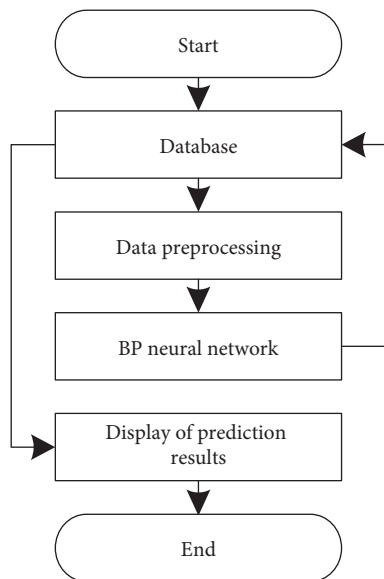 Start
Database
Data preprocessing
BP neural network
Display of prediction
results
End